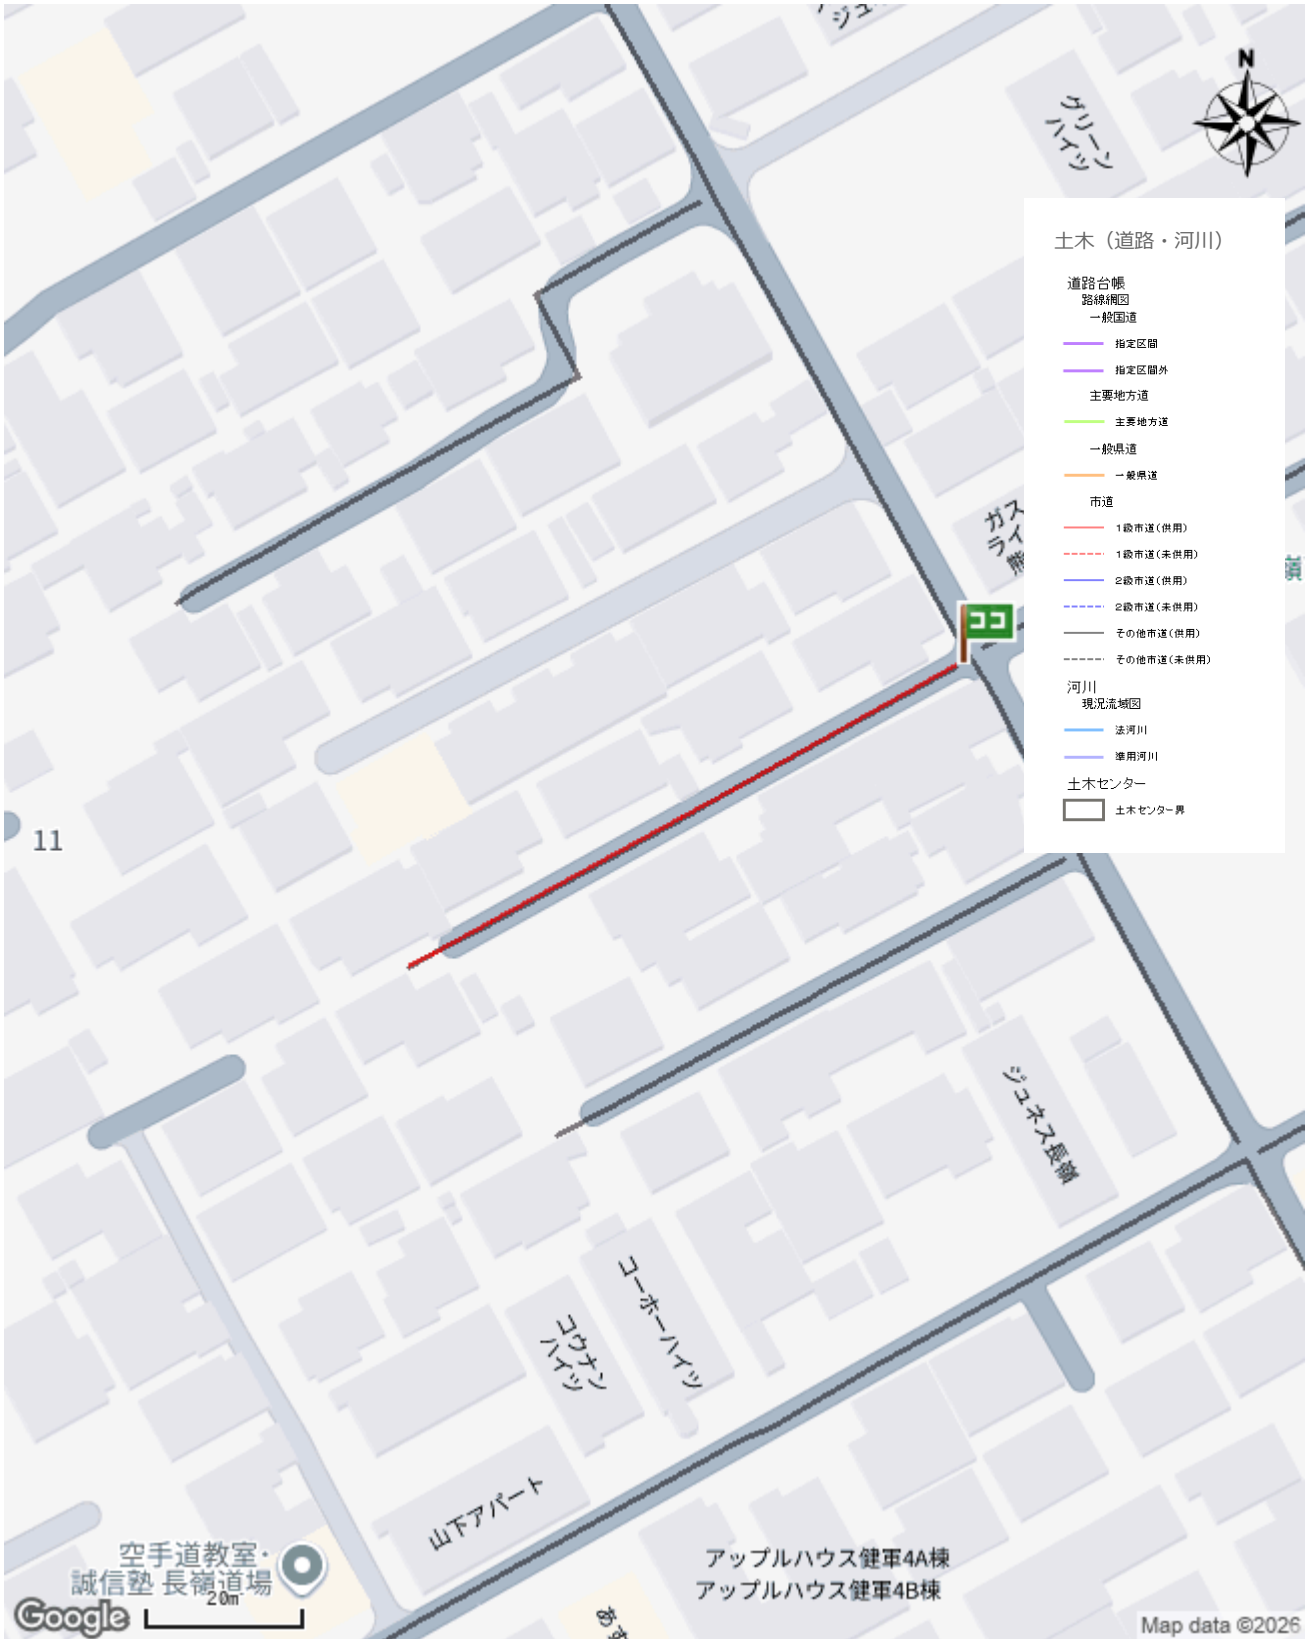 N
グリーン
ハイツ
土木（道路・河川）
道路台帳
路線網図
一般国道
指定区間
指定区間外
主要地方道
主要地方道
一般県道
一般県道
市道
1級市道(供用)
1級市道(未供用)
2級市道(供用)
2級市道(未供用)
その他市道(供用)
その他市道(未供用)
河川
現況流域図
法河川
準用河川
土木センター
土木センター界
ガス
ライ
熊
ココ
11
ジュネス長嶺
コーホーハイツ
コウナン
ハイツ
山下アパート
空手道教室・
誠信塾 長嶺道場
アップルハウス健軍4A棟
アップルハウス健軍4B棟
20m
Google
Map data ©2026